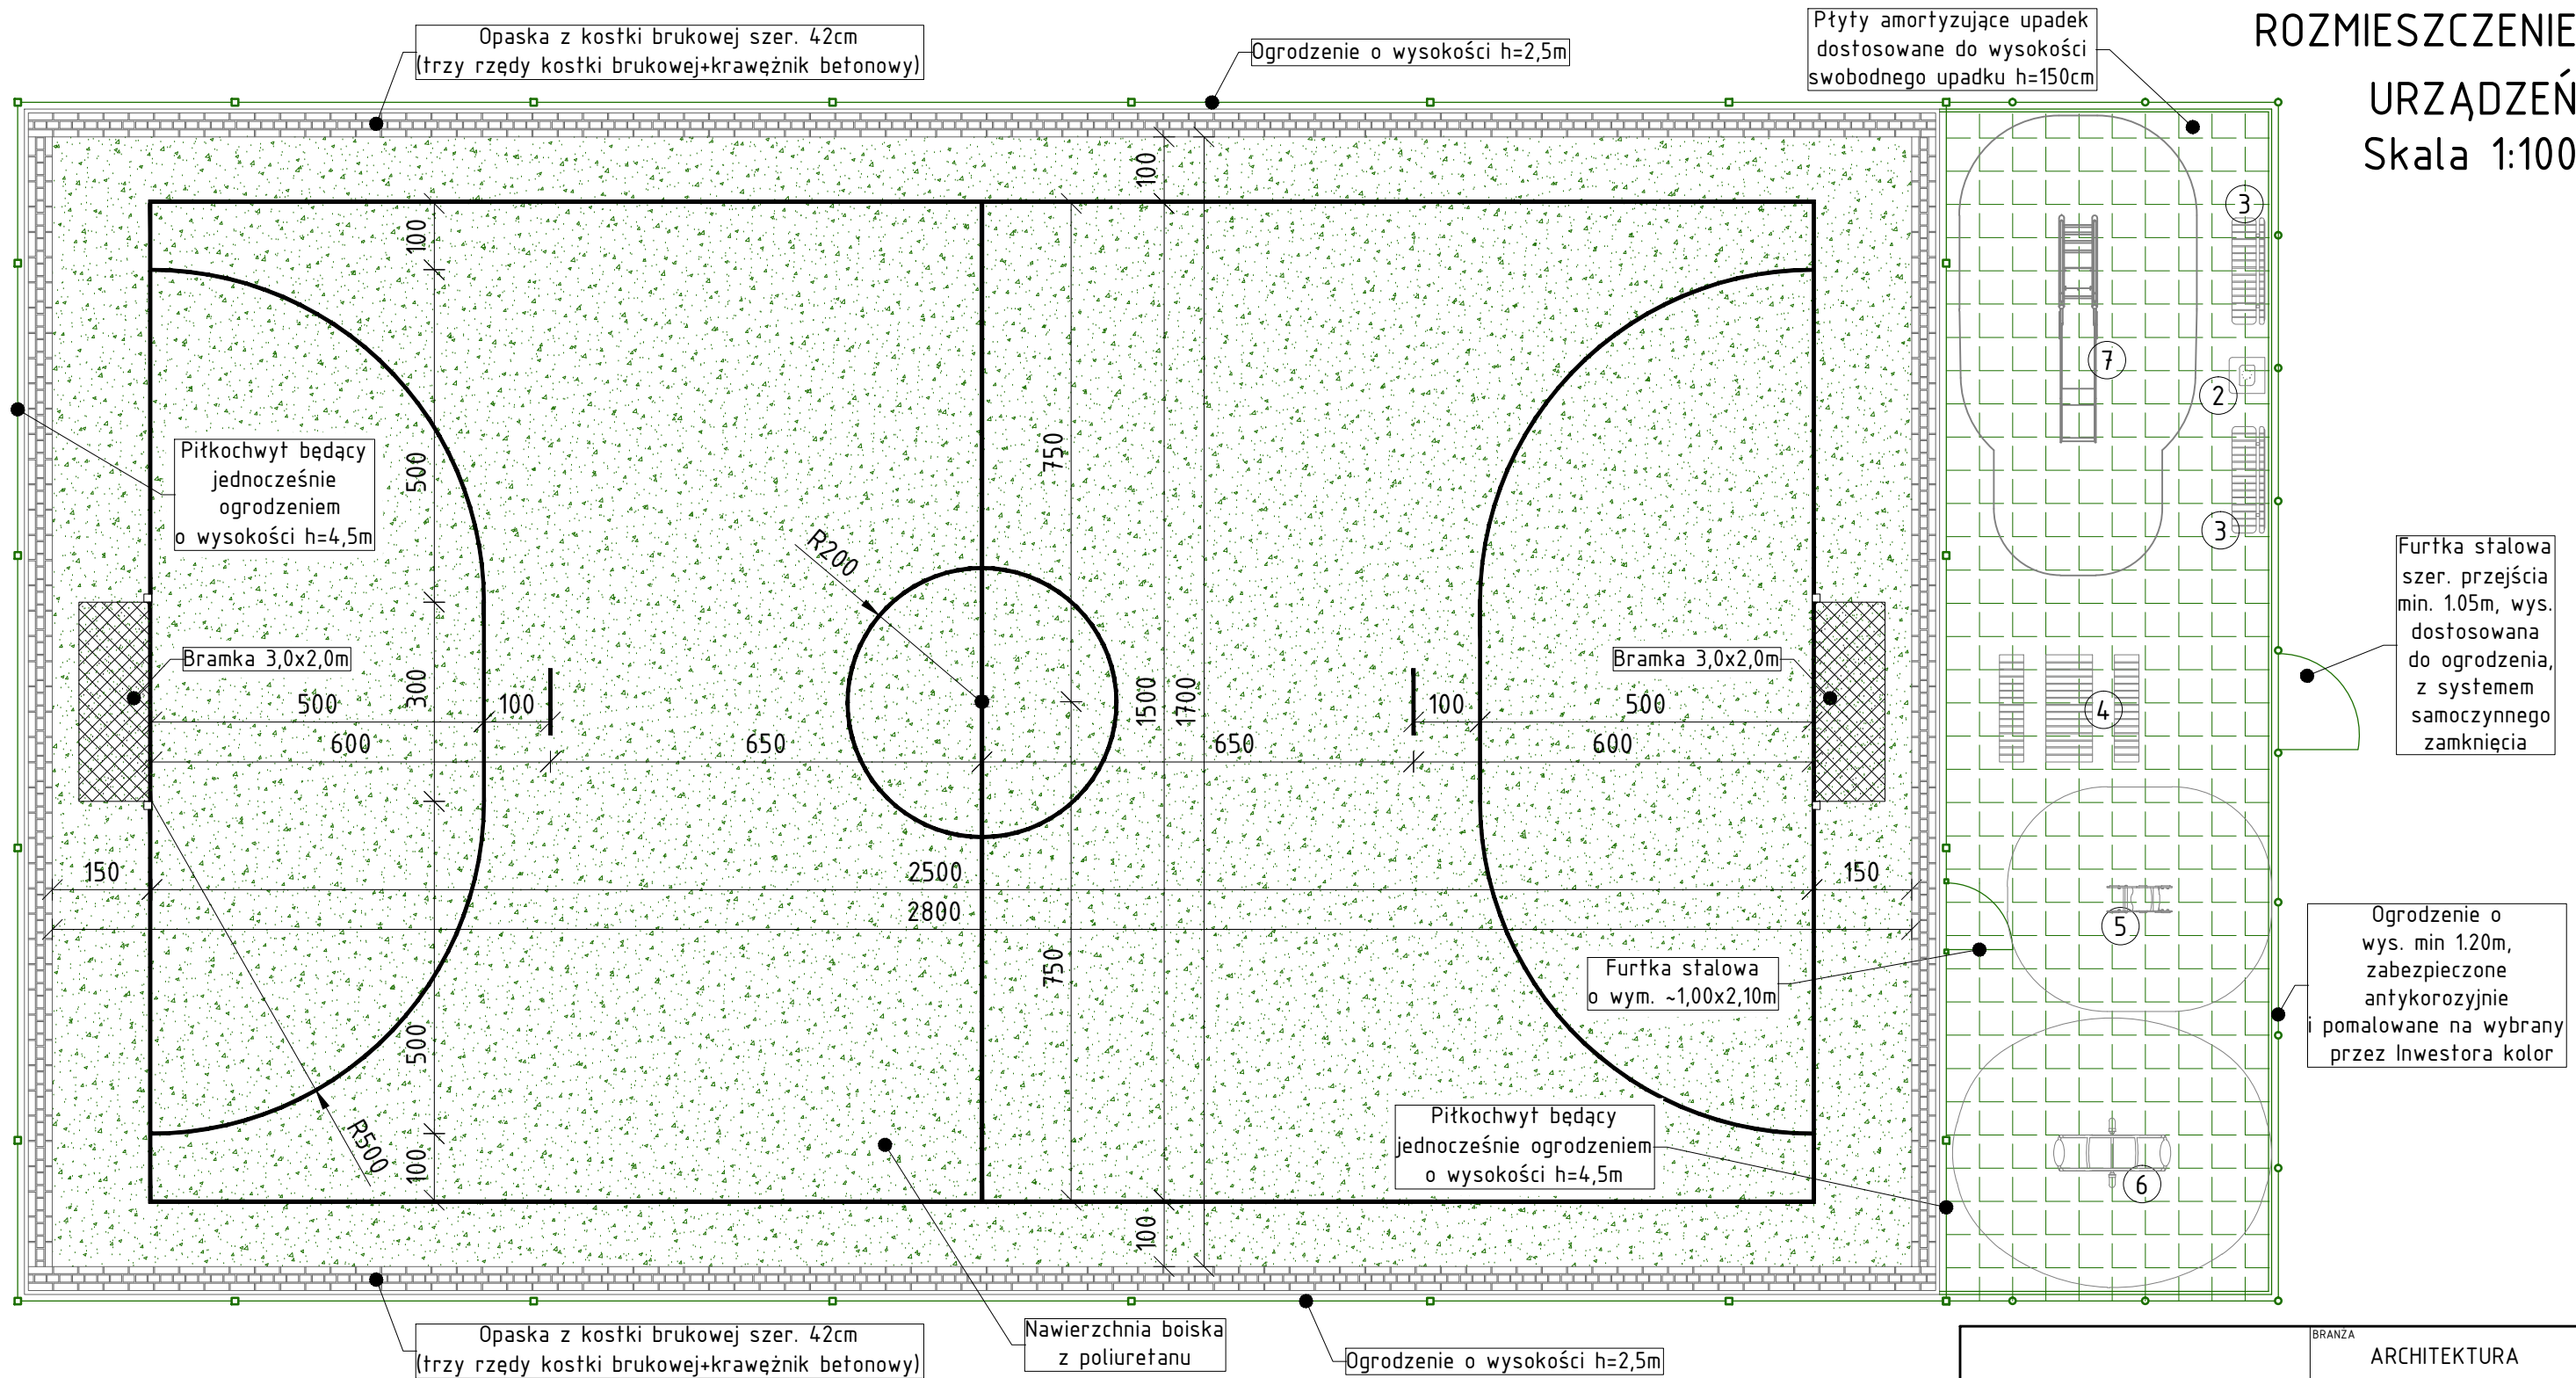 ROZMIESZCZENIE
URZĄDZEŃ
Skala 1:100
Opaska z kostki brukowej szer. 42cm
(trzy rzędy kostki brukowej+krawężnik betonowy)
Ogrodzenie o wysokości h=2,5m
Płyty amortyzujące upadek
dostosowane do wysokości
swobodnego upadku h=150cm
100
100
3
7
2
3
Piłkochwyt będący
jednocześnie
ogrodzeniem
o wysokości h=4,5m
500
750
R200
Furtka stalowa
szer. przejścia
min. 1.05m, wys.
dostosowana
do ogrodzenia,
z systemem
samoczynnego
zamknięcia
Bramka 3,0x2,0m
Bramka 3,0x2,0m
500
300
100
1500
1700
100
500
4
600
650
650
600
150
2500
150
2800
5
Ogrodzenie o
wys. min 1.20m,
zabezpieczone
antykorozyjnie
i pomalowane na wybrany
przez Inwestora kolor
750
Furtka stalowa
o wym. ~1,00x2,10m
500
R500
100
Piłkochwyt będący
jednocześnie ogrodzeniem
o wysokości h=4,5m
6
100
Opaska z kostki brukowej szer. 42cm
(trzy rzędy kostki brukowej+krawężnik betonowy)
Nawierzchnia boiska
z poliuretanu
Ogrodzenie o wysokości h=2,5m
BRANŻA
ARCHITEKTURA